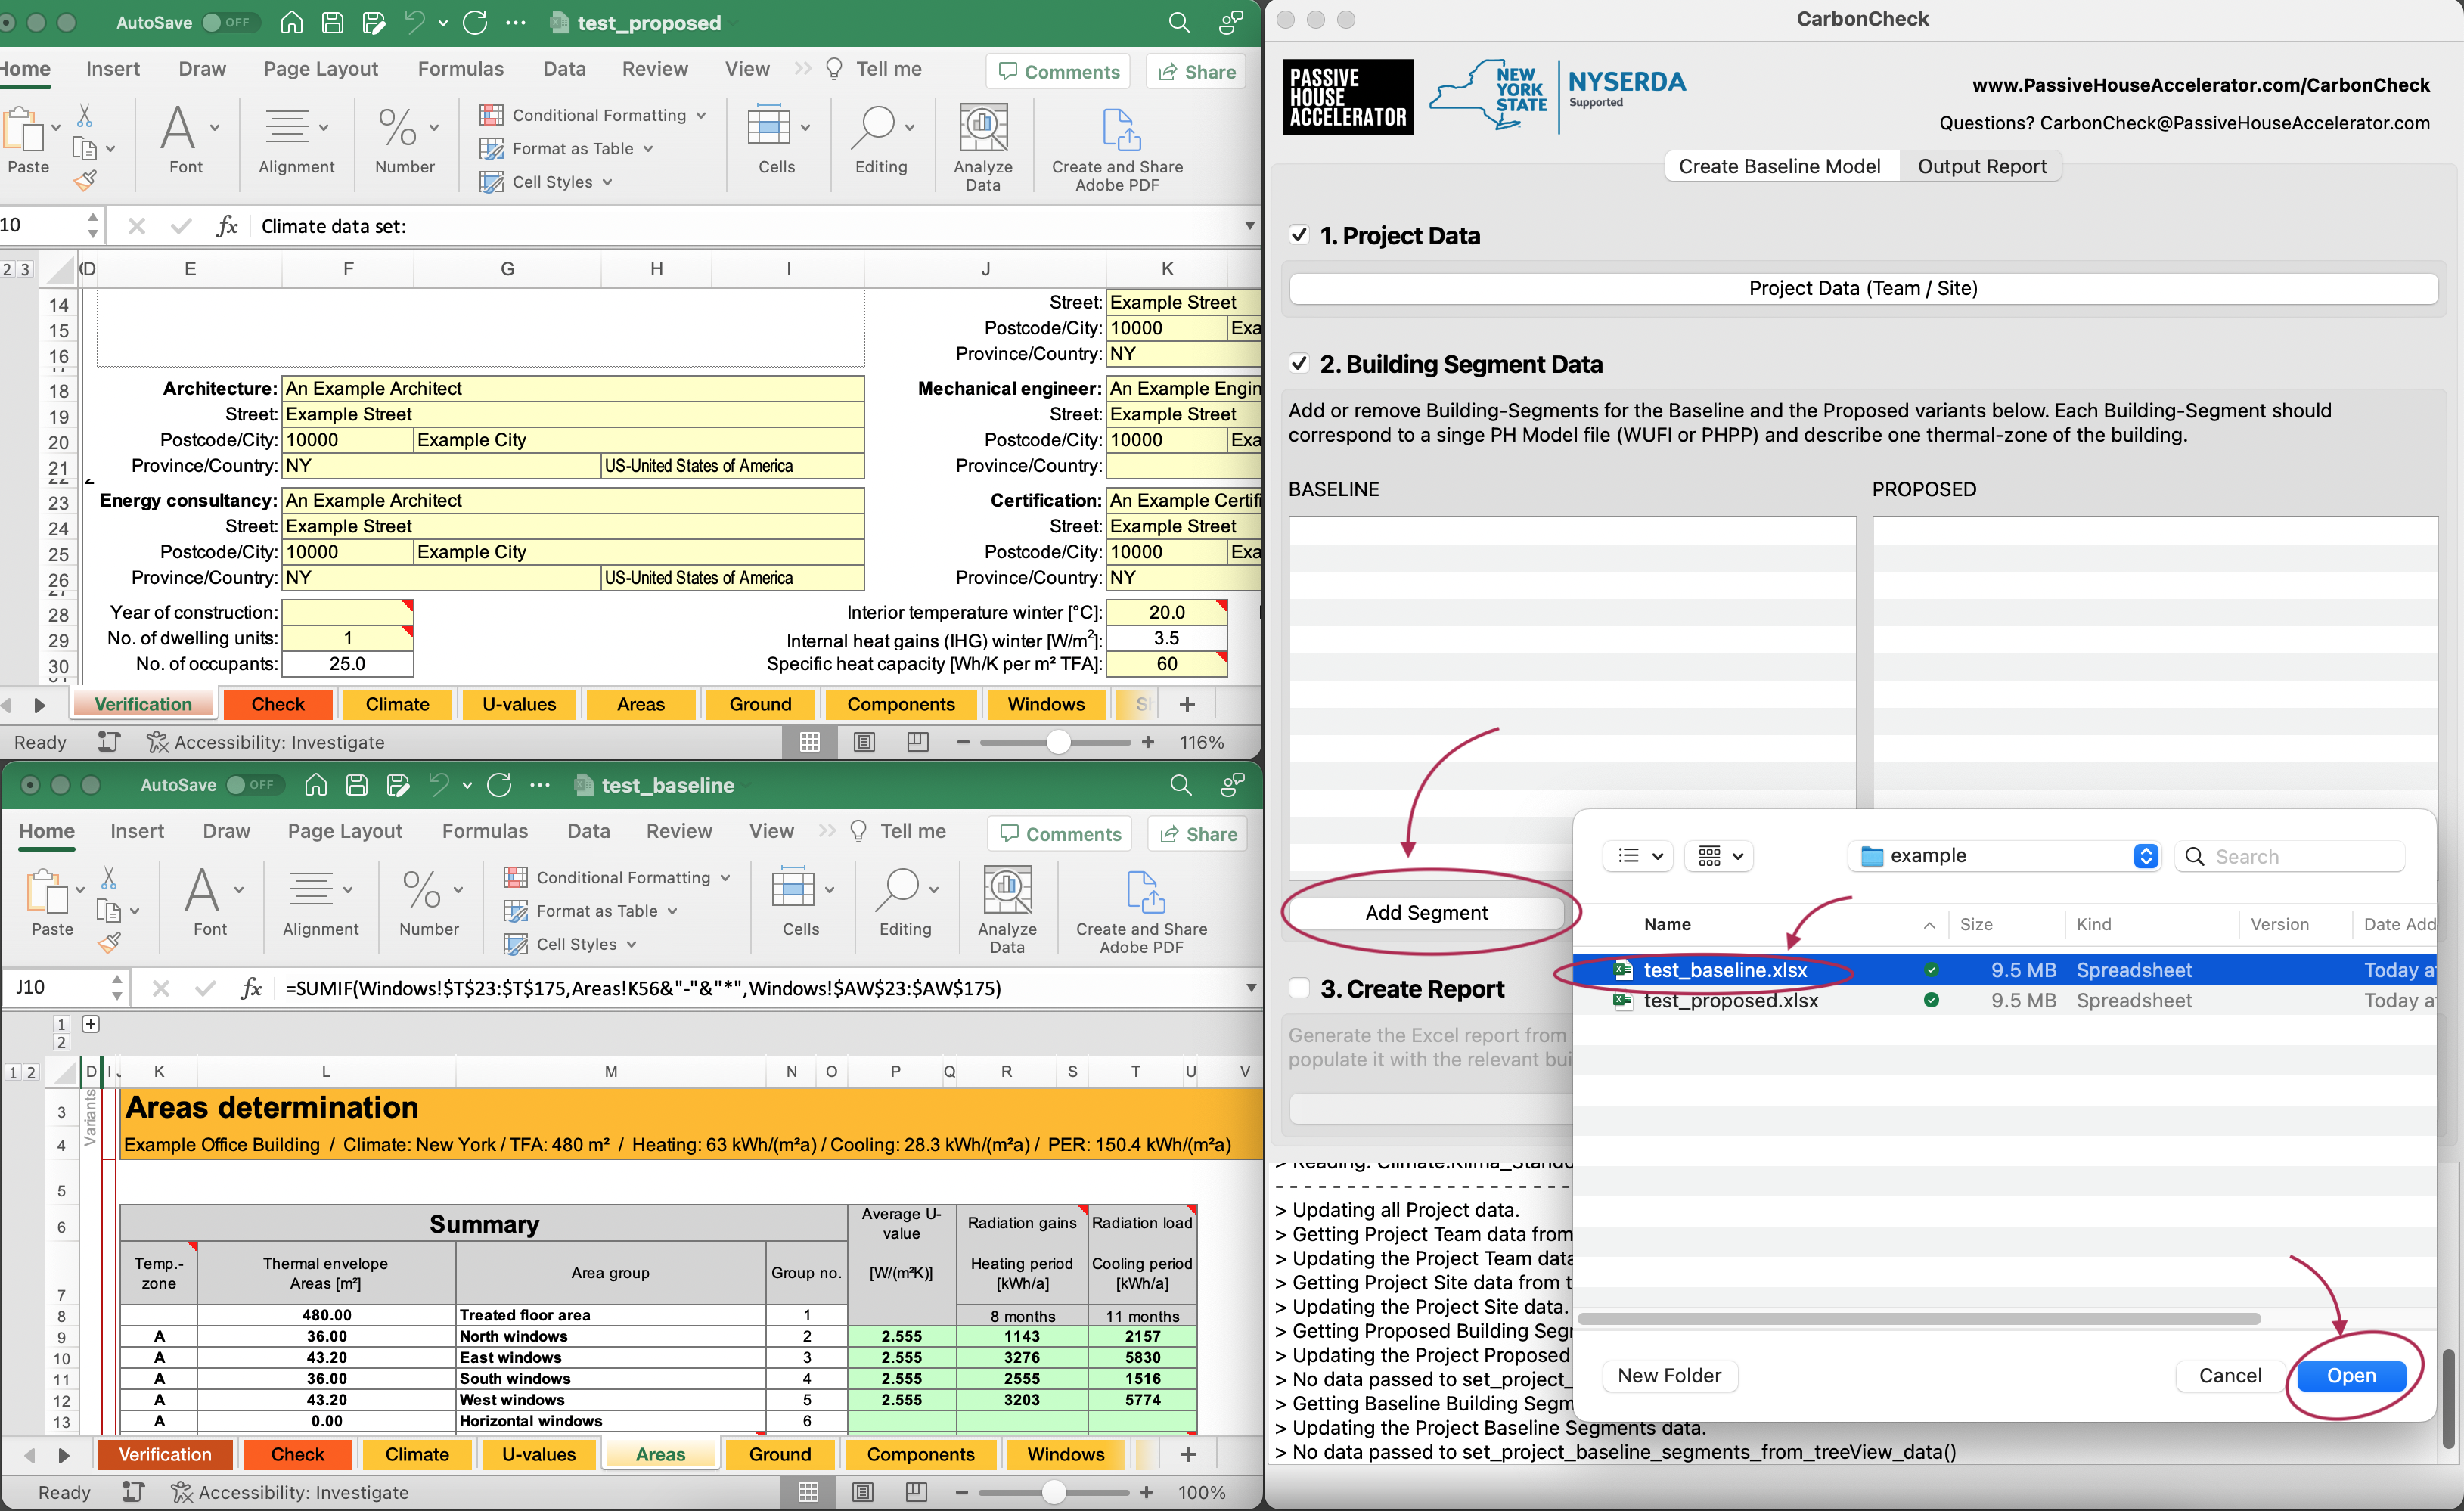 AutoSave OFF test_proposed
Home Insert Draw Page Layout Formulas Data Review View Tell me Comments Share
Paste Font Alignment Number Conditional Formatting Format as Table Cell Styles Cells Editing Analyze Data Create and Share Adobe PDF
10 fx Climate data set:
2 3 D E F G H I J K
14 Street: Example Street
15 Postcode/City: 10000 Exa
16 Province/Country: NY
18 Architecture: An Example Architect Mechanical engineer: An Example Engin
19 Street: Example Street Street: Example Street
20 Postcode/City: 10000 Example City Postcode/City: 10000 Exa
21 Province/Country: NY US-United States of America Province/Country:
23 Energy consultancy: An Example Architect Certification: An Example Certifi
24 Street: Example Street Street: Example Street
25 Postcode/City: 10000 Example City Postcode/City: 10000 Exa
26 Province/Country: NY US-United States of America Province/Country: NY
28 Year of construction: Interior temperature winter [°C]: 20.0
29 No. of dwelling units: 1 Internal heat gains (IHG) winter [W/m²]: 3.5
30 No. of occupants: 25.0 Specific heat capacity [Wh/K per m² TFA]: 60
Verification Check Climate U-values Areas Ground Components Windows
Ready Accessibility: Investigate 116%
AutoSave OFF test_baseline
Home Insert Draw Page Layout Formulas Data Review View Tell me Comments Share
Paste Font Alignment Number Conditional Formatting Format as Table Cell Styles Cells Editing Analyze Data Create and Share Adobe PDF
J10 fx =SUMIF(Windows!$T$23:$T$175,Areas!K56&"-"&"*",Windows!$AW$23:$AW$175)
1
2
1 2 D I J K L M N O P Q R S T U V
Variants
3 Areas determination
4 Example Office Building / Climate: New York / TFA: 480 m² / Heating: 63 kWh/(m²a) / Cooling: 28.3 kWh/(m²a) / PER: 150.4 kWh/(m²a)
5
6 Summary Average U-value Radiation gains Radiation load
7 Temp.-zone Thermal envelope Areas [m²] Area group Group no. [W/(m²K)] Heating period [kWh/a] Cooling period [kWh/a]
8 480.00 Treated floor area 1 8 months 11 months
9 A 36.00 North windows 2 2.555 1143 2157
10 A 43.20 East windows 3 2.555 3276 5830
11 A 36.00 South windows 4 2.555 2555 1516
12 A 43.20 West windows 5 2.555 3203 5774
13 A 0.00 Horizontal windows 6
Verification Check Climate U-values Areas Ground Components Windows
Ready Accessibility: Investigate 100%
CarbonCheck
PASSIVE
HOUSE
ACCELERATOR
NEW
YORK
STATE
NYSERDA
Supported
www.PassiveHouseAccelerator.com/CarbonCheck
Questions? CarbonCheck@PassiveHouseAccelerator.com
Create Baseline Model Output Report
1. Project Data
Project Data (Team / Site)
2. Building Segment Data
Add or remove Building-Segments for the Baseline and the Proposed variants below. Each Building-Segment should
correspond to a singe PH Model file (WUFI or PHPP) and describe one thermal-zone of the building.
BASELINE PROPOSED
Add Segment
3. Create Report
Generate the Excel report from
populate it with the relevant bui
> Updating all Project data.
> Getting Project Team data from
> Updating the Project Team data
> Getting Project Site data from t
> Updating the Project Site data.
> Getting Proposed Building Segr
> Updating the Project Proposed
> No data passed to set_project_
> Getting Baseline Building Segm
> Updating the Project Baseline Segments data.
> No data passed to set_project_baseline_segments_from_treeView_data()
example Search
Name Size Kind Version Date Add
test_baseline.xlsx 9.5 MB Spreadsheet Today a
test_proposed.xlsx 9.5 MB Spreadsheet Today a
New Folder Cancel Open